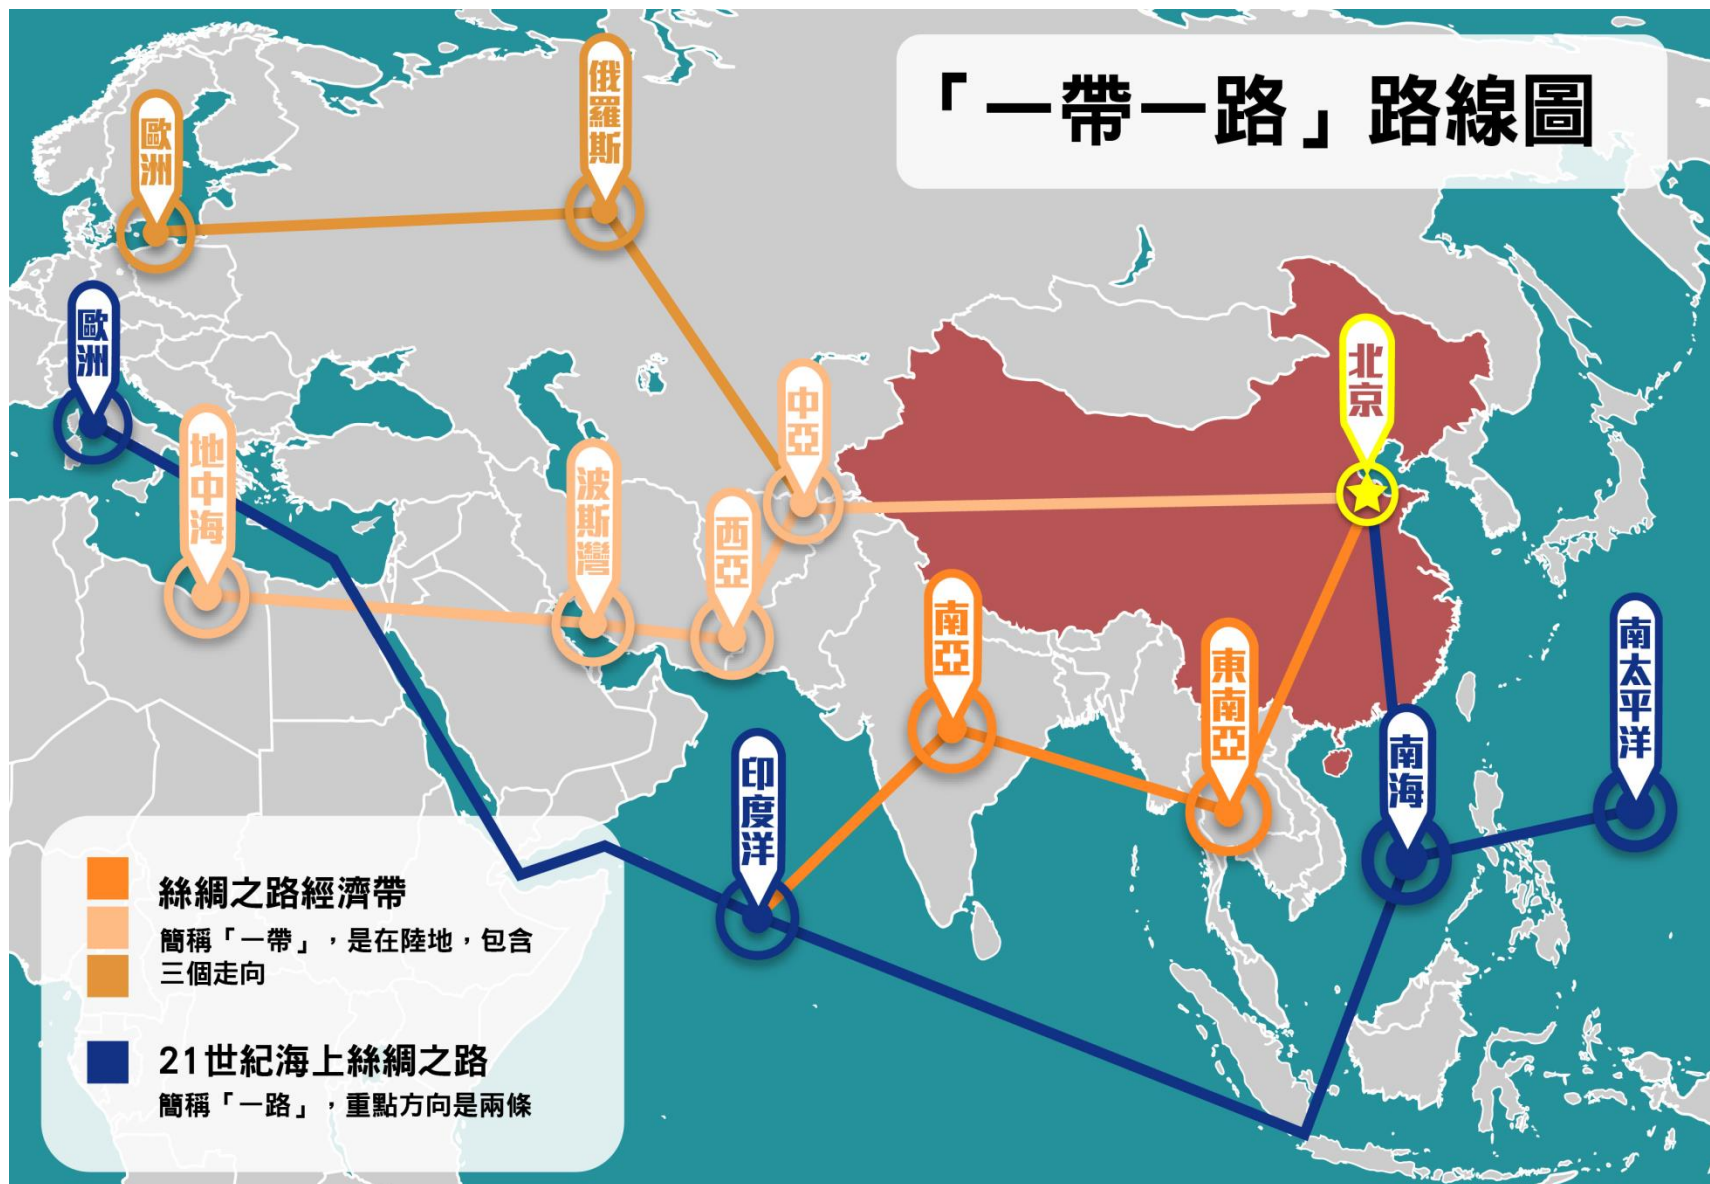 「一帶一路」路線圖
歐洲
俄羅斯
歐洲
地中海
波斯灣
西亞
中亞
北京
南亞
東南亞
印度洋
南海
南太平洋
絲綢之路經濟帶
簡稱「一帶」，是在陸地，包含
三個走向
21世紀海上絲綢之路
簡稱「一路」，重點方向是兩條